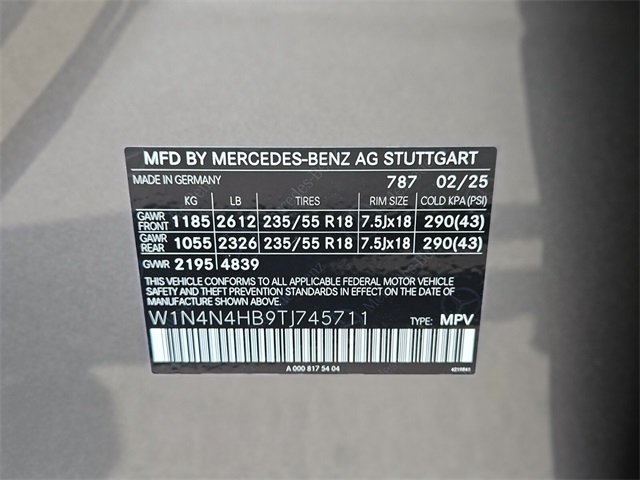 MFD BY MERCEDES-BENZ AG STUTTGART
MADE IN GERMANY 787 02/25
KG LB TIRES RIM SIZE COLD KPA(PSI)
GAWR FRONT 1185 2612 235/55 R18 7.5Jx18 290(43)
GAWR REAR 1055 2326 235/55 R18 7.5Jx18 290(43)
GVWR 2195 4839
THIS VEHICLE CONFORMS TO ALL APPLICABLE FEDERAL MOTOR VEHICLE
SAFETY AND THEFT PREVENTION STANDARDS IN EFFECT ON THE DATE
OF MANUFACTURE SHOWN ABOVE.
W1N4N4HB9TJ745711 TYPE: MPV
A 000 817 54 04